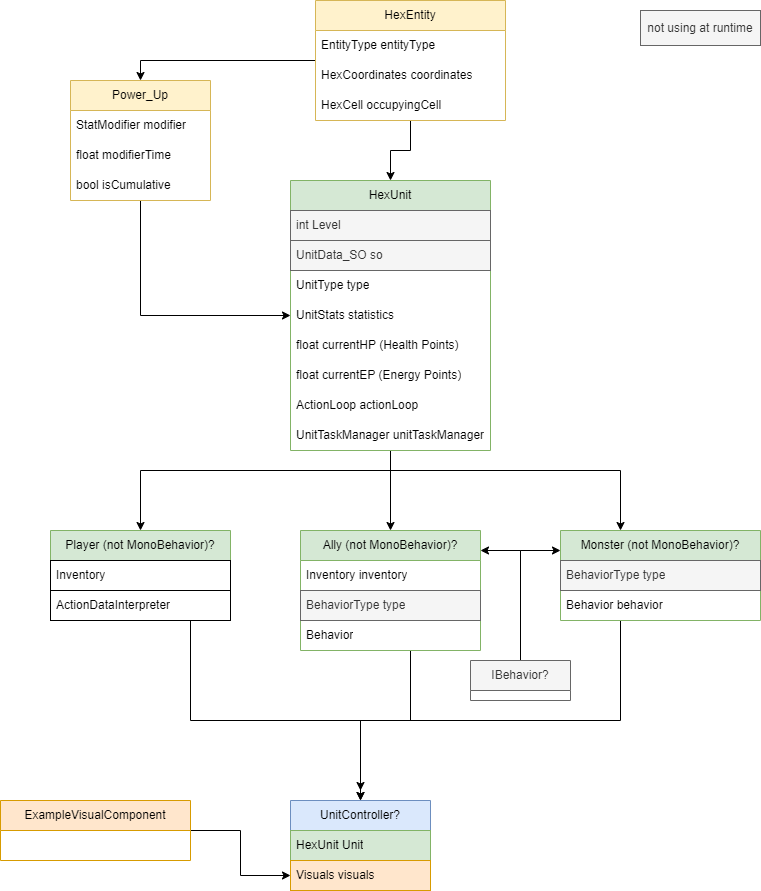 HexEntity
EntityType entityType
HexCoordinates coordinates
HexCell occupyingCell
not using at runtime
Power_Up
StatModifier modifier
float modifierTime
bool isCumulative
HexUnit
int Level
UnitData_SO so
UnitType type
UnitStats statistics
float currentHP (Health Points)
float currentEP (Energy Points)
ActionLoop actionLoop
UnitTaskManager unitTaskManager
Player (not MonoBehavior)?
Inventory
ActionDataInterpreter
Ally (not MonoBehavior)?
Inventory inventory
BehaviorType type
Behavior
Monster (not MonoBehavior)?
BehaviorType type
Behavior behavior
IBehavior?
ExampleVisualComponent
UnitController?
HexUnit Unit
Visuals visuals